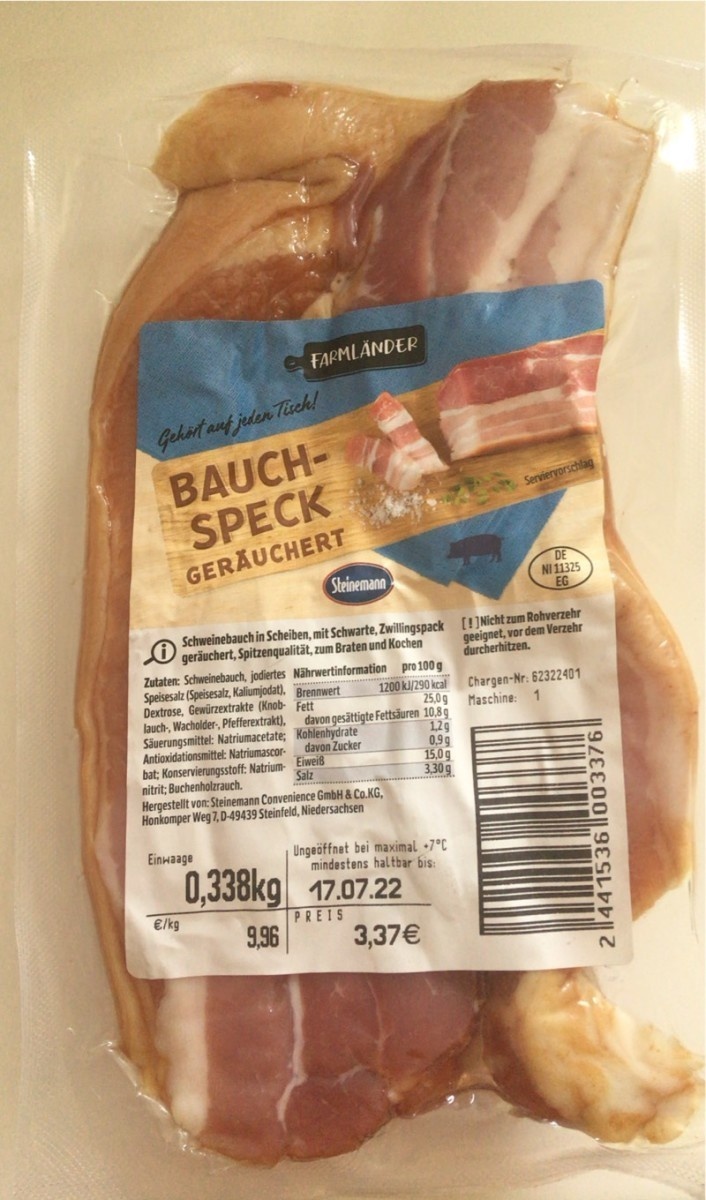 FARMLÄNDER
Gehört auf jeden Tisch!
BAUCH-
SPECK
GERÄUCHERT
Serviervorschlag
Steinemann
DE
NI 11325
EG
Schweinebauch in Scheiben, mit Schwarte, Zwillingspack
geräuchert, Spitzenqualität, zum Braten und Kochen
[!]Nicht zum Rohverzehr
geeignet, vor dem Verzehr
durcherhitzen.
Zutaten: Schweinebauch, jodiertes
Speisesalz (Speisesalz, Kaliumjodat),
Dextrose, Gewürzextrakte (Knob-
lauch-, Wacholder-, Pfefferextrakt),
Säuerungsmittel: Natriumacetate;
Antioxidationsmittel: Natriumascor-
bat; Konservierungsstoff: Natrium-
nitrit; Buchenholzrauch.
Nährwertinformation pro 100 g
Brennwert 1200 kJ/290 kcal
Fett 25,0 g
davon gesättigte Fettsäuren 10,8 g
Kohlenhydrate 1,2 g
davon Zucker 0,9 g
Eiweiß 15,0 g
Salz 3,30 g
Chargen-Nr: 62322401
Maschine: 1
Hergestellt von: Steinemann Convenience GmbH & Co.KG,
Honkomper Weg 7, D-49439 Steinfeld, Niedersachsen
Einwaage
0,338kg
Ungeöffnet bei maximal +7°C
mindestens haltbar bis:
17.07.22
€/kg
9,96
PREIS
3,37€
2 441536 003376